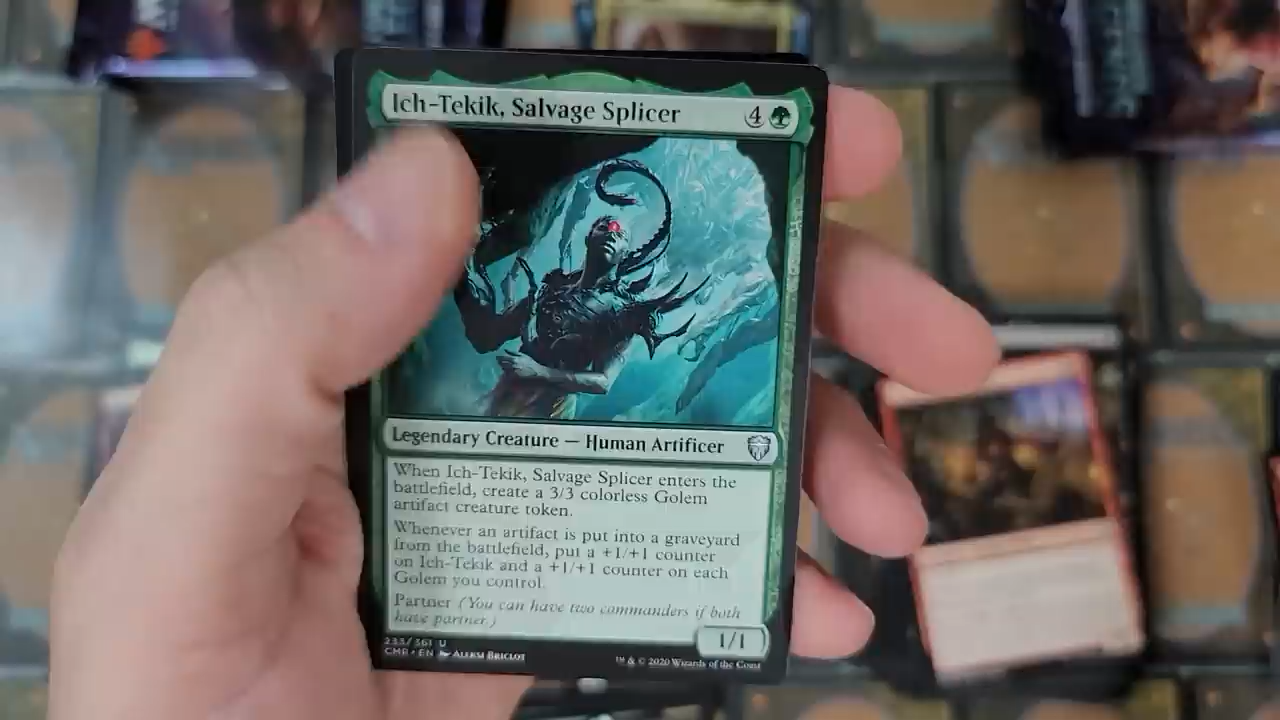 Ich-Tekik, Salvage Splicer 4
Legendary Creature — Human Artificer
When Ich-Tekik, Salvage Splicer enters the
battlefield, create a 3/3 colorless Golem
artifact creature token.
Whenever an artifact is put into a graveyard
from the battlefield, put a +1/+1 counter
on Ich-Tekik and a +1/+1 counter on each
Golem you control.
Partner (You can have two commanders if both
have partner.)
1/1
233/361 U
CMR • EN Aleksi Briclot
™ & © 2020 Wizards of the Coast